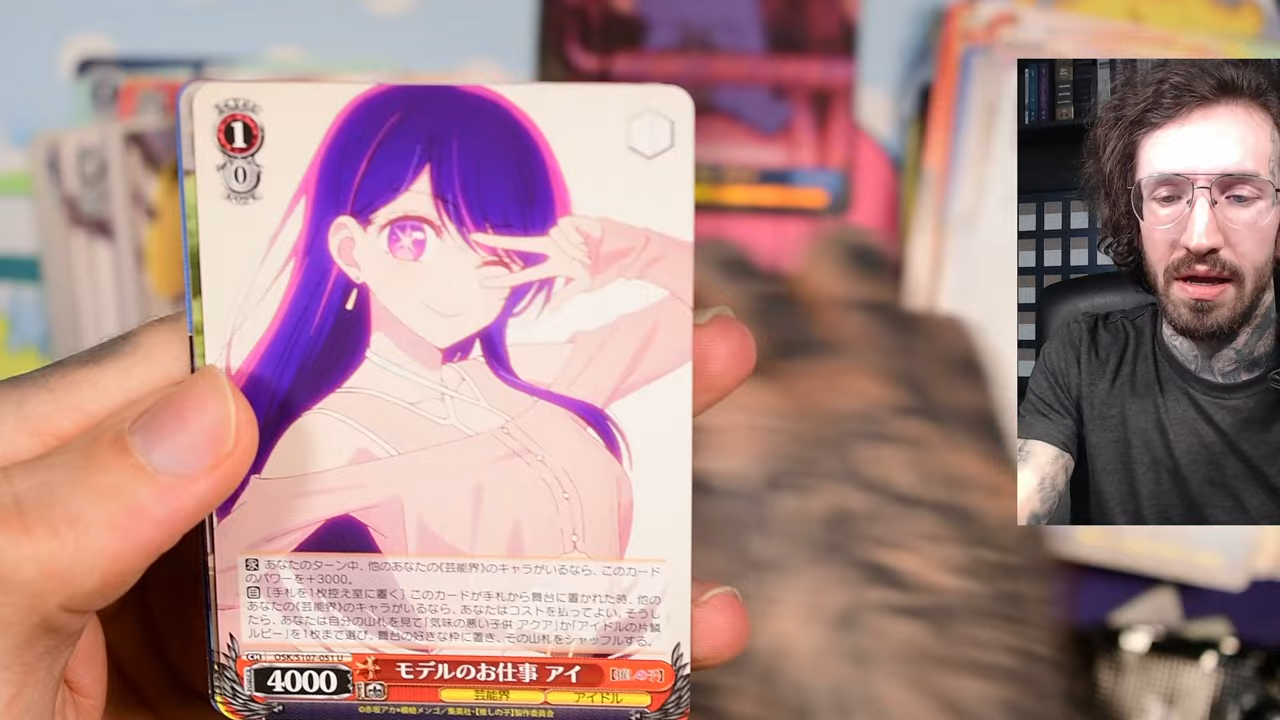 1
0
永 あなたのターン中、他のあなたの《芸能界》のキャラがいるなら、このカード
のパワーを+3000。
自 [手札を1枚控え室に置く] このカードが手札から舞台に置かれた時、他の
あなたの《芸能界》のキャラがいるなら、あなたはコストを払ってよい。そうし
たら、あなたは自分の山札を見て「気味の悪い子供 アクア」か「アイドルの片鱗
ルビー」を1枚まで選び、舞台の好きな枠に置き、その山札をシャッフルする。
OSK/S107-051 U
4000
モデルのお仕事 アイ
【推しの子】
芸能界
アイドル
©赤坂アカ×横槍メンゴ／集英社・【推しの子】製作委員会